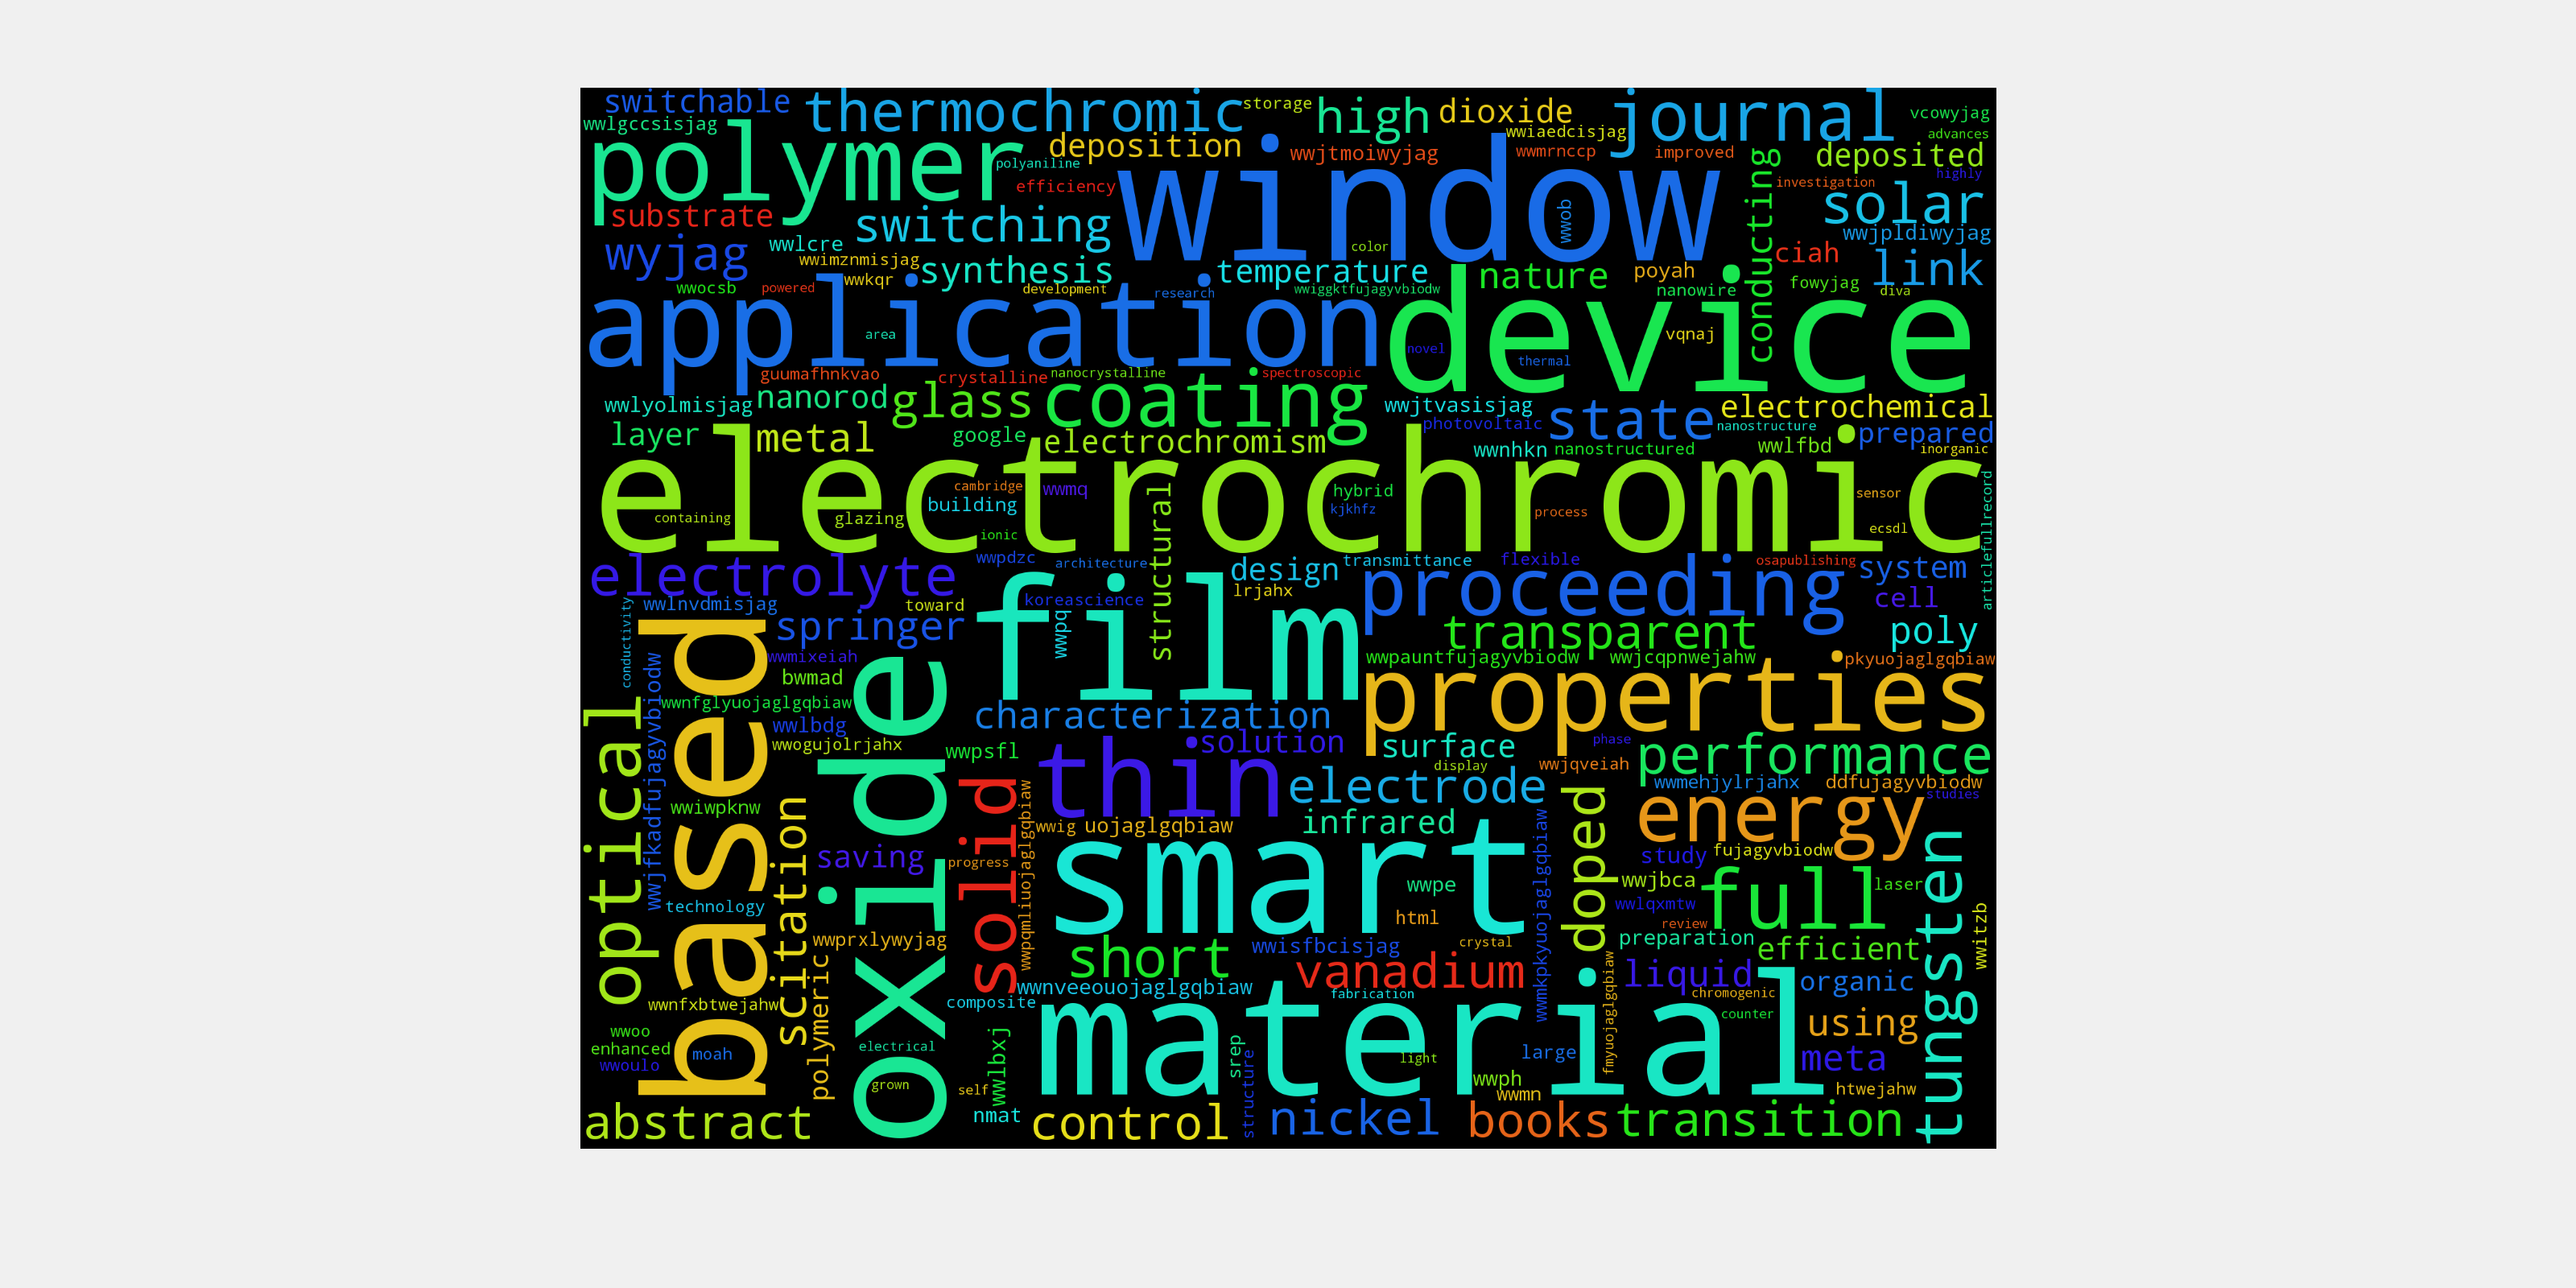 switchable
thermochromic
storage
high
dioxide
journal
vcowyjag
wwlgccsisjag
polymer
deposition
wwiaedcisjag
advances
polyaniline
wwjtmoiwyjag
wwmrnccp
improved
conducting
deposited
highly
efficiency
window
investigation
substrate
switching
wwob
solar
wyjag
wwlcre
color
wwjpldiwyjag
wwimznmisjag
synthesis
temperature
nature
poyah
ciah
link
wwocsb
powered
wwkqr
development
research
wwiggktfujagyvbiodw
nanowire
fowyjag
diva
application
area
device
novel
thermal
vqnaj
guumafhnkvao
crystalline
nanocrystalline
spectroscopic
wwlyolmisjag
nanorod
glass
coating
wwjtvasisjag
state
electrochemical
layer
metal
google
electrochromism
photovoltaic
nanostructure
prepared
wwnhkn
nanostructured
wwlfbd
inorganic
electrochromic
cambridge
wwmq
building
structural
hybrid
sensor
articlefullrecord
containing
glazing
kjkhfz
process
ecsdl
ionic
electrolyte
wwpdzc
architecture
design
transmittance
flexible
osapublishing
system
film
lrjahx
proceeding
cell
conductivity
wwlnvdmisjag
toward
koreascience
based
springer
wwpq
transparent
poly
wwjfkadfujagyvbiodw
wwmixeiah
oxide
wwpauntfujagyvbiodw
wwjcqpnwejahw
pkyuojaglgqbiaw
bwmad
properties
optical
wwnfglyuojaglgqbiaw
wwlbdg
characterization
wwogujolrjahx
wwpsfl
thin
solution
surface
wwjqveiah
phase
performance
display
solid
electrode
wwmehjylrjahx
ddfujagyvbiodw
wwiwpknw
scitation
wwpqmliuojaglgqbiaw
wwig
uojaglgqbiaw
infrared
wwmkpkyuojaglgqbiaw
doped
energy
studies
saving
progress
smart
study
fujagyvbiodw
tungsten
wwpe
wwjbca
full
laser
technology
html
wwlqxmtw
review
wwitzb
wwprxlywyjag
short
wwisfbcisjag
crystal
preparation
efficient
polymeric
vanadium
fmyuojaglgqbiaw
liquid
organic
wwnfxbtwejahw
composite
wwnveeouojaglgqbiaw
fabrication
chromogenic
material
counter
using
wwoo
enhanced
moah
electrical
wwlbxj
srep
structure
light
large
meta
wwoulo
grown
self
wwph
wwmn
htwejahw
abstract
nmat
control
nickel
books
transition